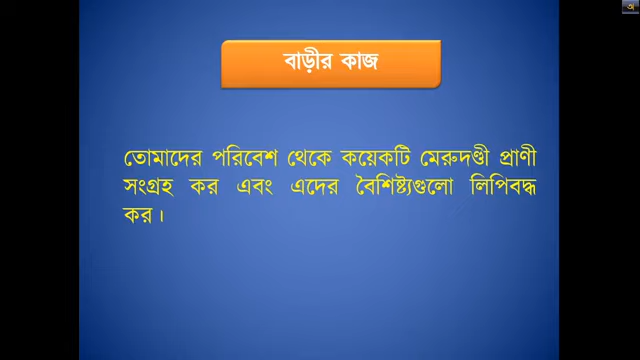 বাড়ীর কাজ
তোমাদের পরিবেশ থেকে কয়েকটি মেরুদণ্ডী প্রাণী
সংগ্রহ কর এবং এদের বৈশিষ্ট্যগুলো লিপিবদ্ধ
কর।
অ